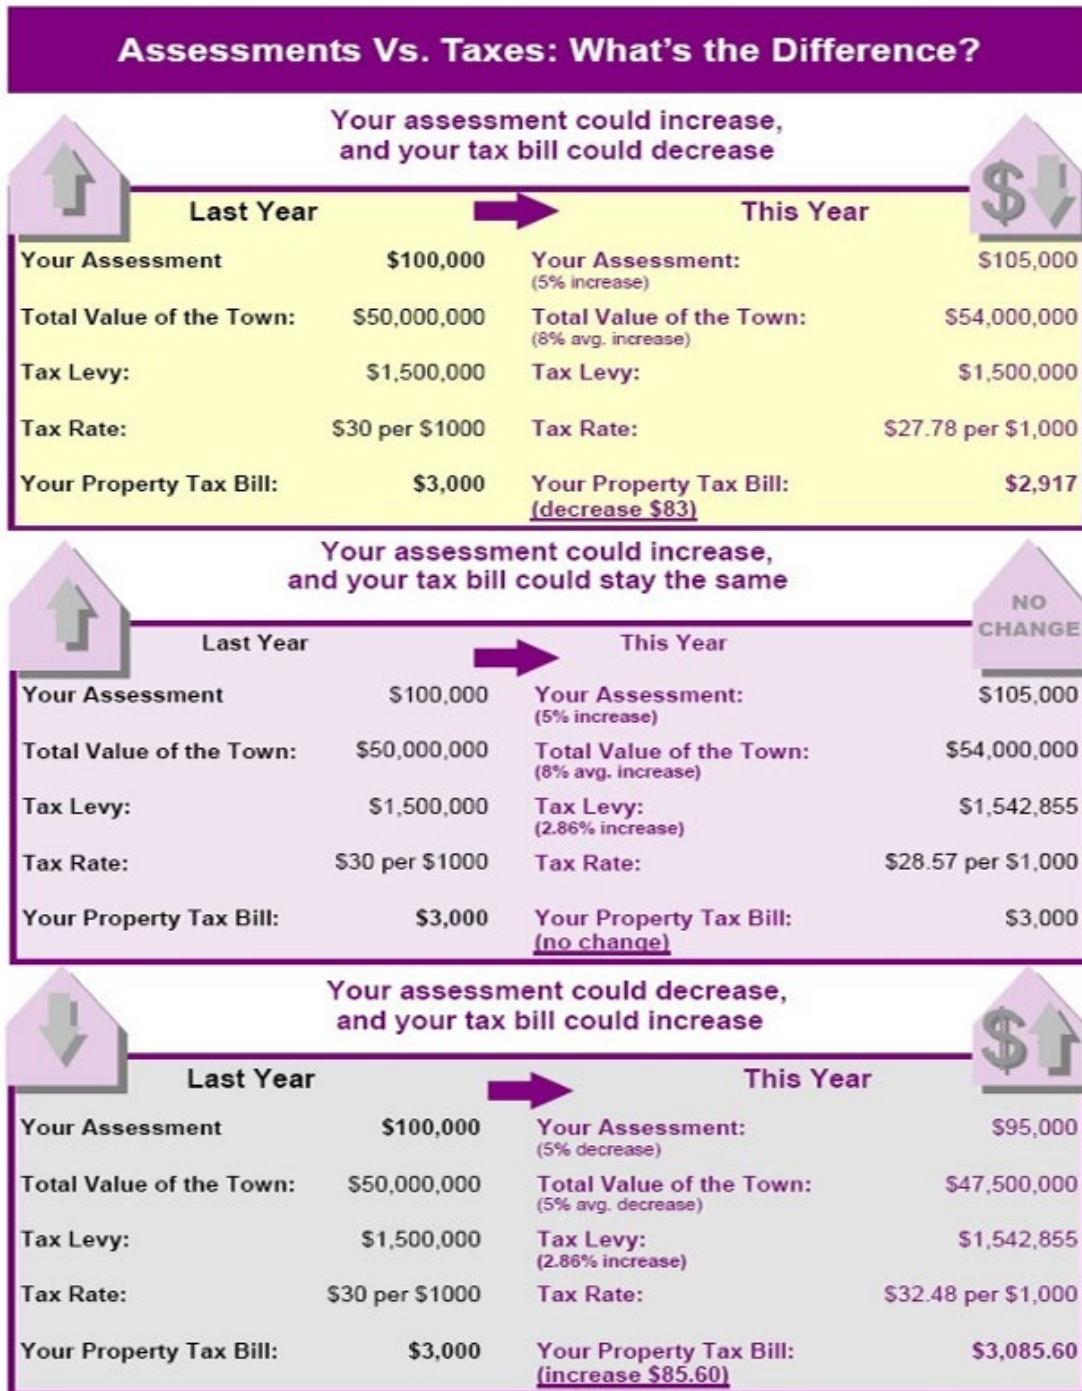 Assessments Vs. Taxes: What's the Difference?
Your assessment could increase,
and your tax bill could decrease
$
Last Year This Year
Your Assessment $100,000 Your Assessment: $105,000
(5% increase)
Total Value of the Town: $50,000,000 Total Value of the Town: $54,000,000
(8% avg. increase)
Tax Levy: $1,500,000 Tax Levy: $1,500,000
Tax Rate: $30 per $1000 Tax Rate: $27.78 per $1,000
Your Property Tax Bill: $3,000 Your Property Tax Bill: $2,917
(decrease $83)
Your assessment could increase,
and your tax bill could stay the same
NO
CHANGE
Last Year This Year
Your Assessment $100,000 Your Assessment: $105,000
(5% increase)
Total Value of the Town: $50,000,000 Total Value of the Town: $54,000,000
(8% avg. increase)
Tax Levy: $1,500,000 Tax Levy: $1,542,855
(2.86% increase)
Tax Rate: $30 per $1000 Tax Rate: $28.57 per $1,000
Your Property Tax Bill: $3,000 Your Property Tax Bill: $3,000
(no change)
Your assessment could decrease,
and your tax bill could increase
$
Last Year This Year
Your Assessment $100,000 Your Assessment: $95,000
(5% decrease)
Total Value of the Town: $50,000,000 Total Value of the Town: $47,500,000
(5% avg. decrease)
Tax Levy: $1,500,000 Tax Levy: $1,542,855
(2.86% increase)
Tax Rate: $30 per $1000 Tax Rate: $32.48 per $1,000
Your Property Tax Bill: $3,000 Your Property Tax Bill: $3,085.60
(increase $85.60)